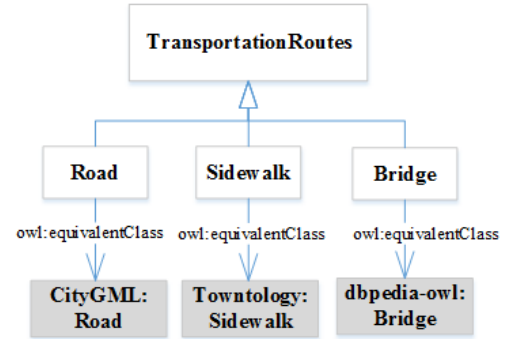 TransportationRoutes
Road
Sidewalk
Bridge
owl:equivalentClass
owl:equivalentClass
owl:equivalentClass
CityGML:
Road
Towntology:
Sidewalk
dbpedia-owl:
Bridge